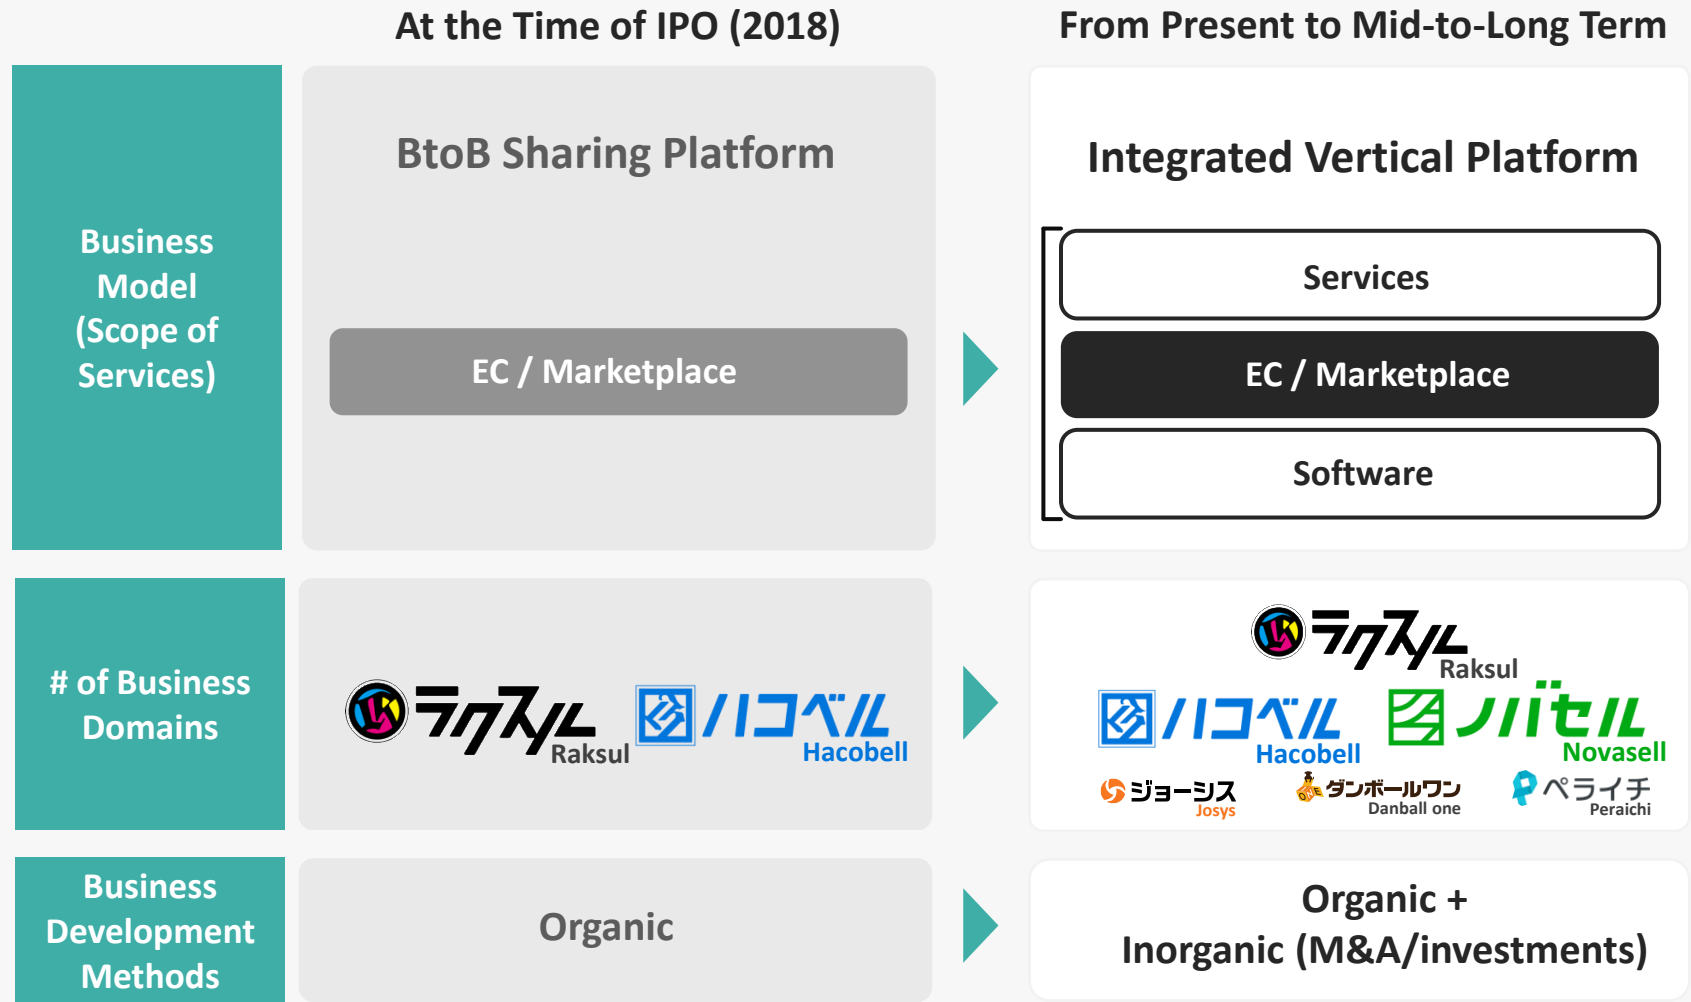 At the Time of IPO (2018)
From Present to Mid-to-Long Term
Business
Model
(Scope of
Services)
BtoB Sharing Platform
EC / Marketplace
Integrated Vertical Platform
Services
EC / Marketplace
Software
# of Business
Domains
ラクスル
Raksul
ハコベル
Hacobell
ラクスル
Raksul
ハコベル
Hacobell
ノバセル
Novasell
ジョーシス
Josys
ONE
ダンボールワン
Danball one
ペライチ
Peraichi
Business
Development
Methods
Organic
Organic +
Inorganic (M&A/investments)